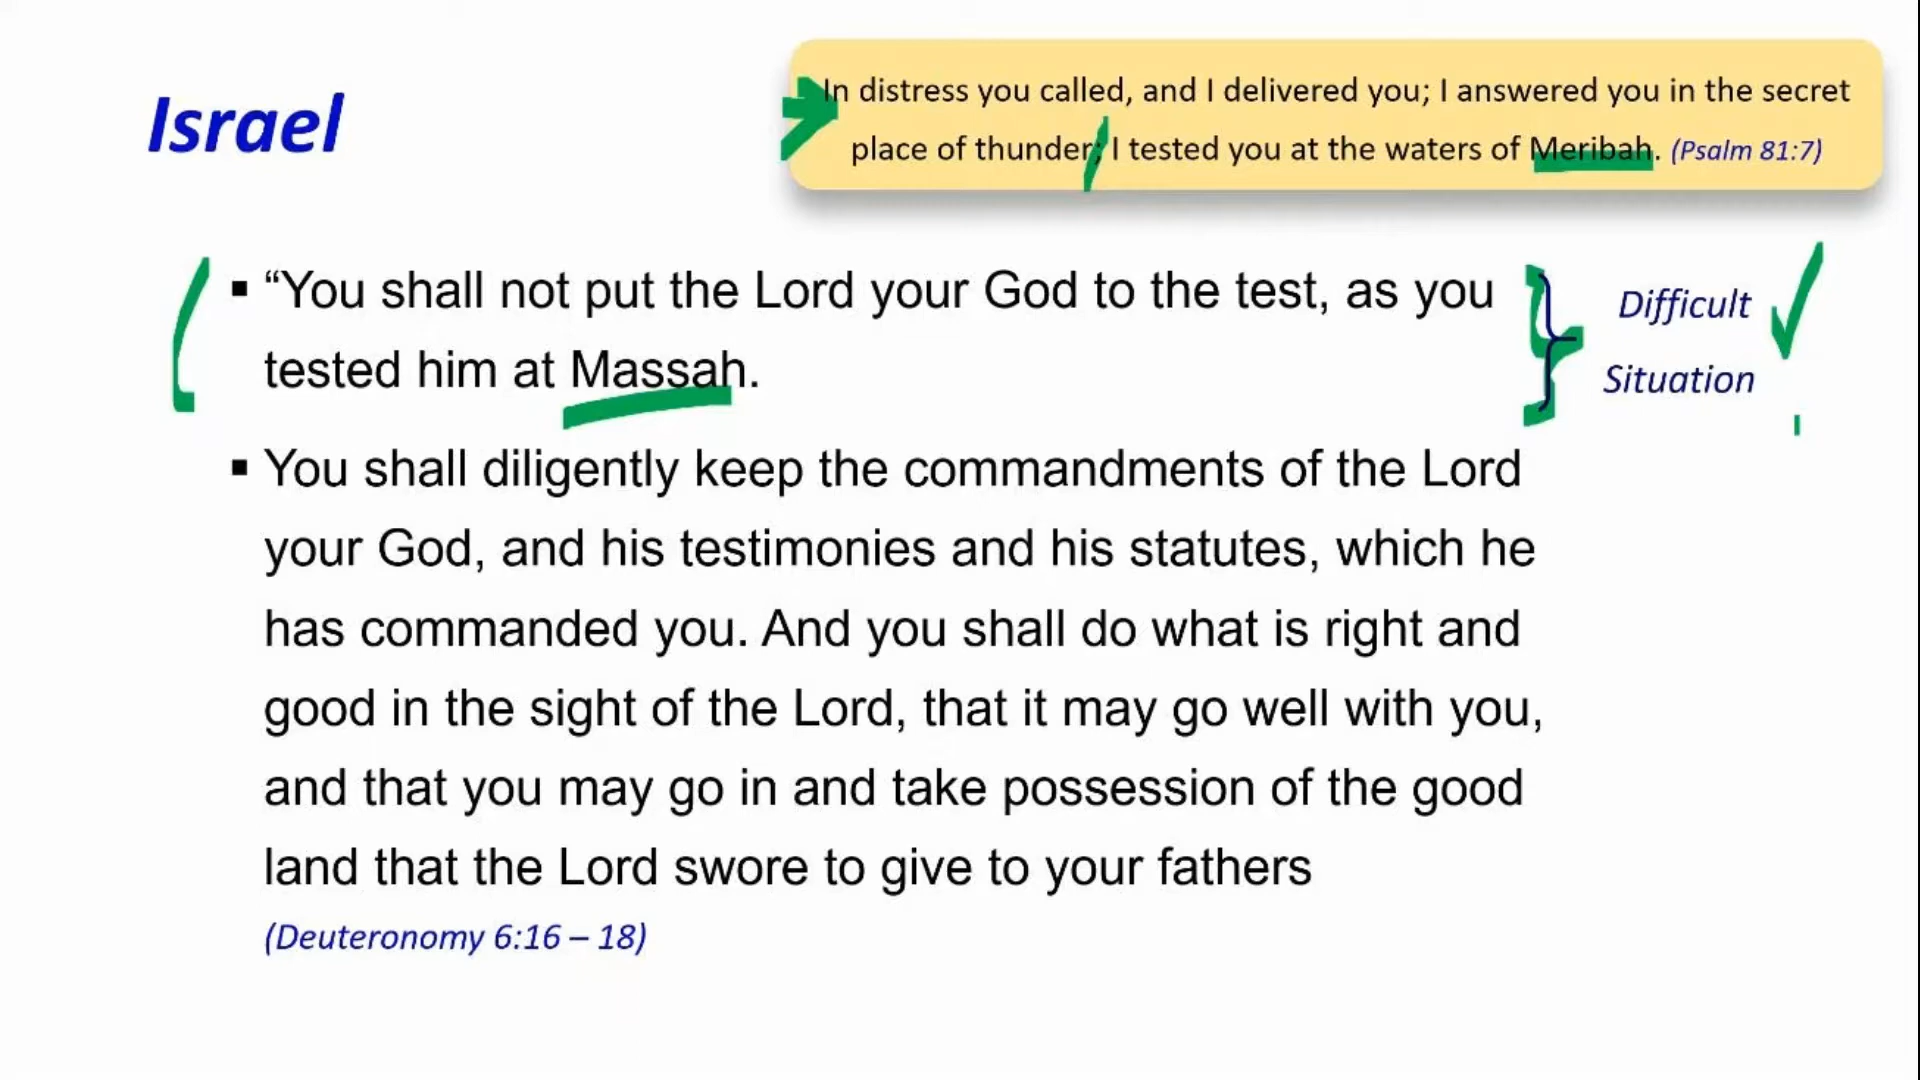 Israel
In distress you called, and I delivered you; I answered you in the secret
place of thunder; I tested you at the waters of Meribah. (Psalm 81:7)
▪ “You shall not put the Lord your God to the test, as you
tested him at Massah.
Difficult
Situation
▪ You shall diligently keep the commandments of the Lord
your God, and his testimonies and his statutes, which he
has commanded you. And you shall do what is right and
good in the sight of the Lord, that it may go well with you,
and that you may go in and take possession of the good
land that the Lord swore to give to your fathers
(Deuteronomy 6:16 – 18)